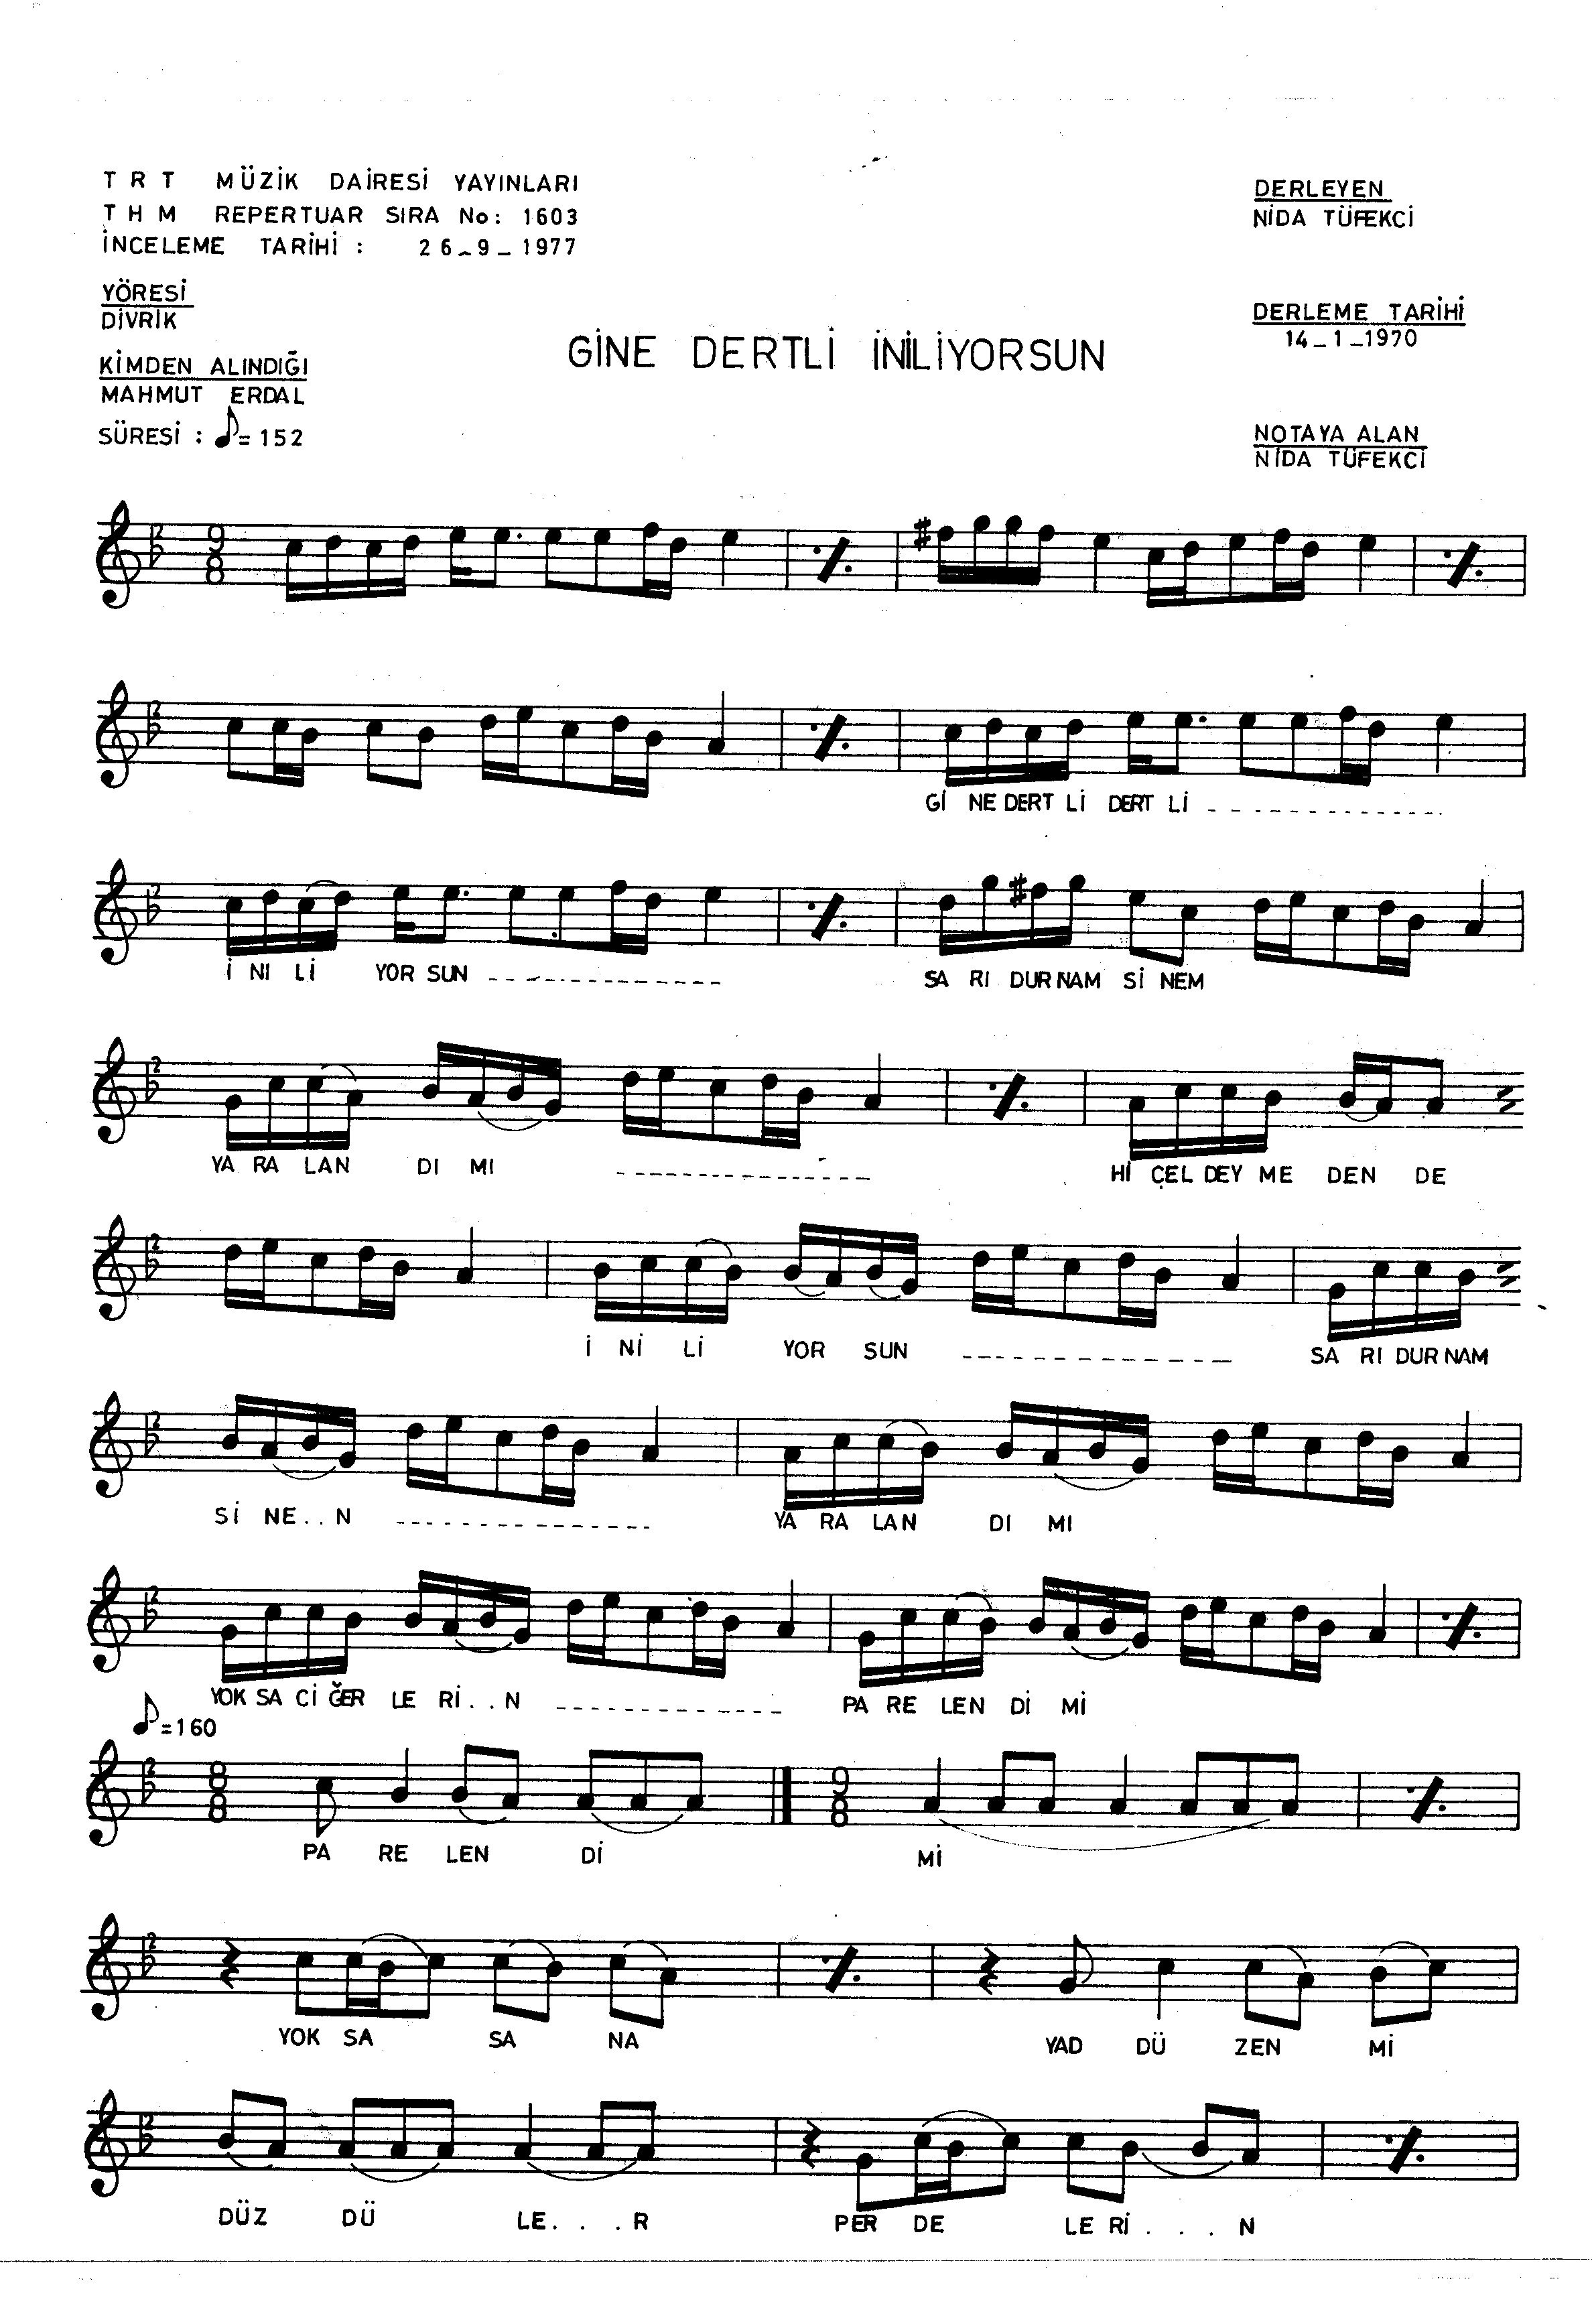 T R T MÜZİK DAİRESİ YAYINLARI
T H M REPERTUAR SIRA No: 1603
İNCELEME TARİHİ : 26-9-1977
YÖRESİ
DİVRİK
KİMDEN ALINDIĞI
MAHMUT ERDAL
SÜRESİ : ♪=152
GİNE DERTLİ İNİLİYORSUN
DERLEYEN
NİDA TÜFEKCİ
DERLEME TARİHİ
14-1-1970
NOTAYA ALAN
NİDA TÜFEKCİ
9
8
Gİ NE DERT Lİ DERT Lİ - - - - - - - - - - - - - -
İ NI Lİ YOR SUN - - - - - - - - - - - - -
SA RI DUR NAM Sİ NEM
YA RA LAN DI MI - - - - - - - - - - - - - -
Hİ ÇEL DEY ME DEN DE
İ Nİ Lİ YOR SUN - - - - - - - - - - - - -
SA RI DUR NAM
Sİ NE..N - - - - - - - - - - - - - -
YA RA LAN DI MI
YOK SA Cİ ĞER LE Rİ..N - - - - - - - - - - - - -
PA RE LEN Dİ Mİ
♪=160
8
8
9
8
PA RE LEN Dİ Mİ
YOK SA SA NA YAD DÜ ZEN Mİ
DÜZ DÜ LE. . .R PER DE LE Rİ . . . N